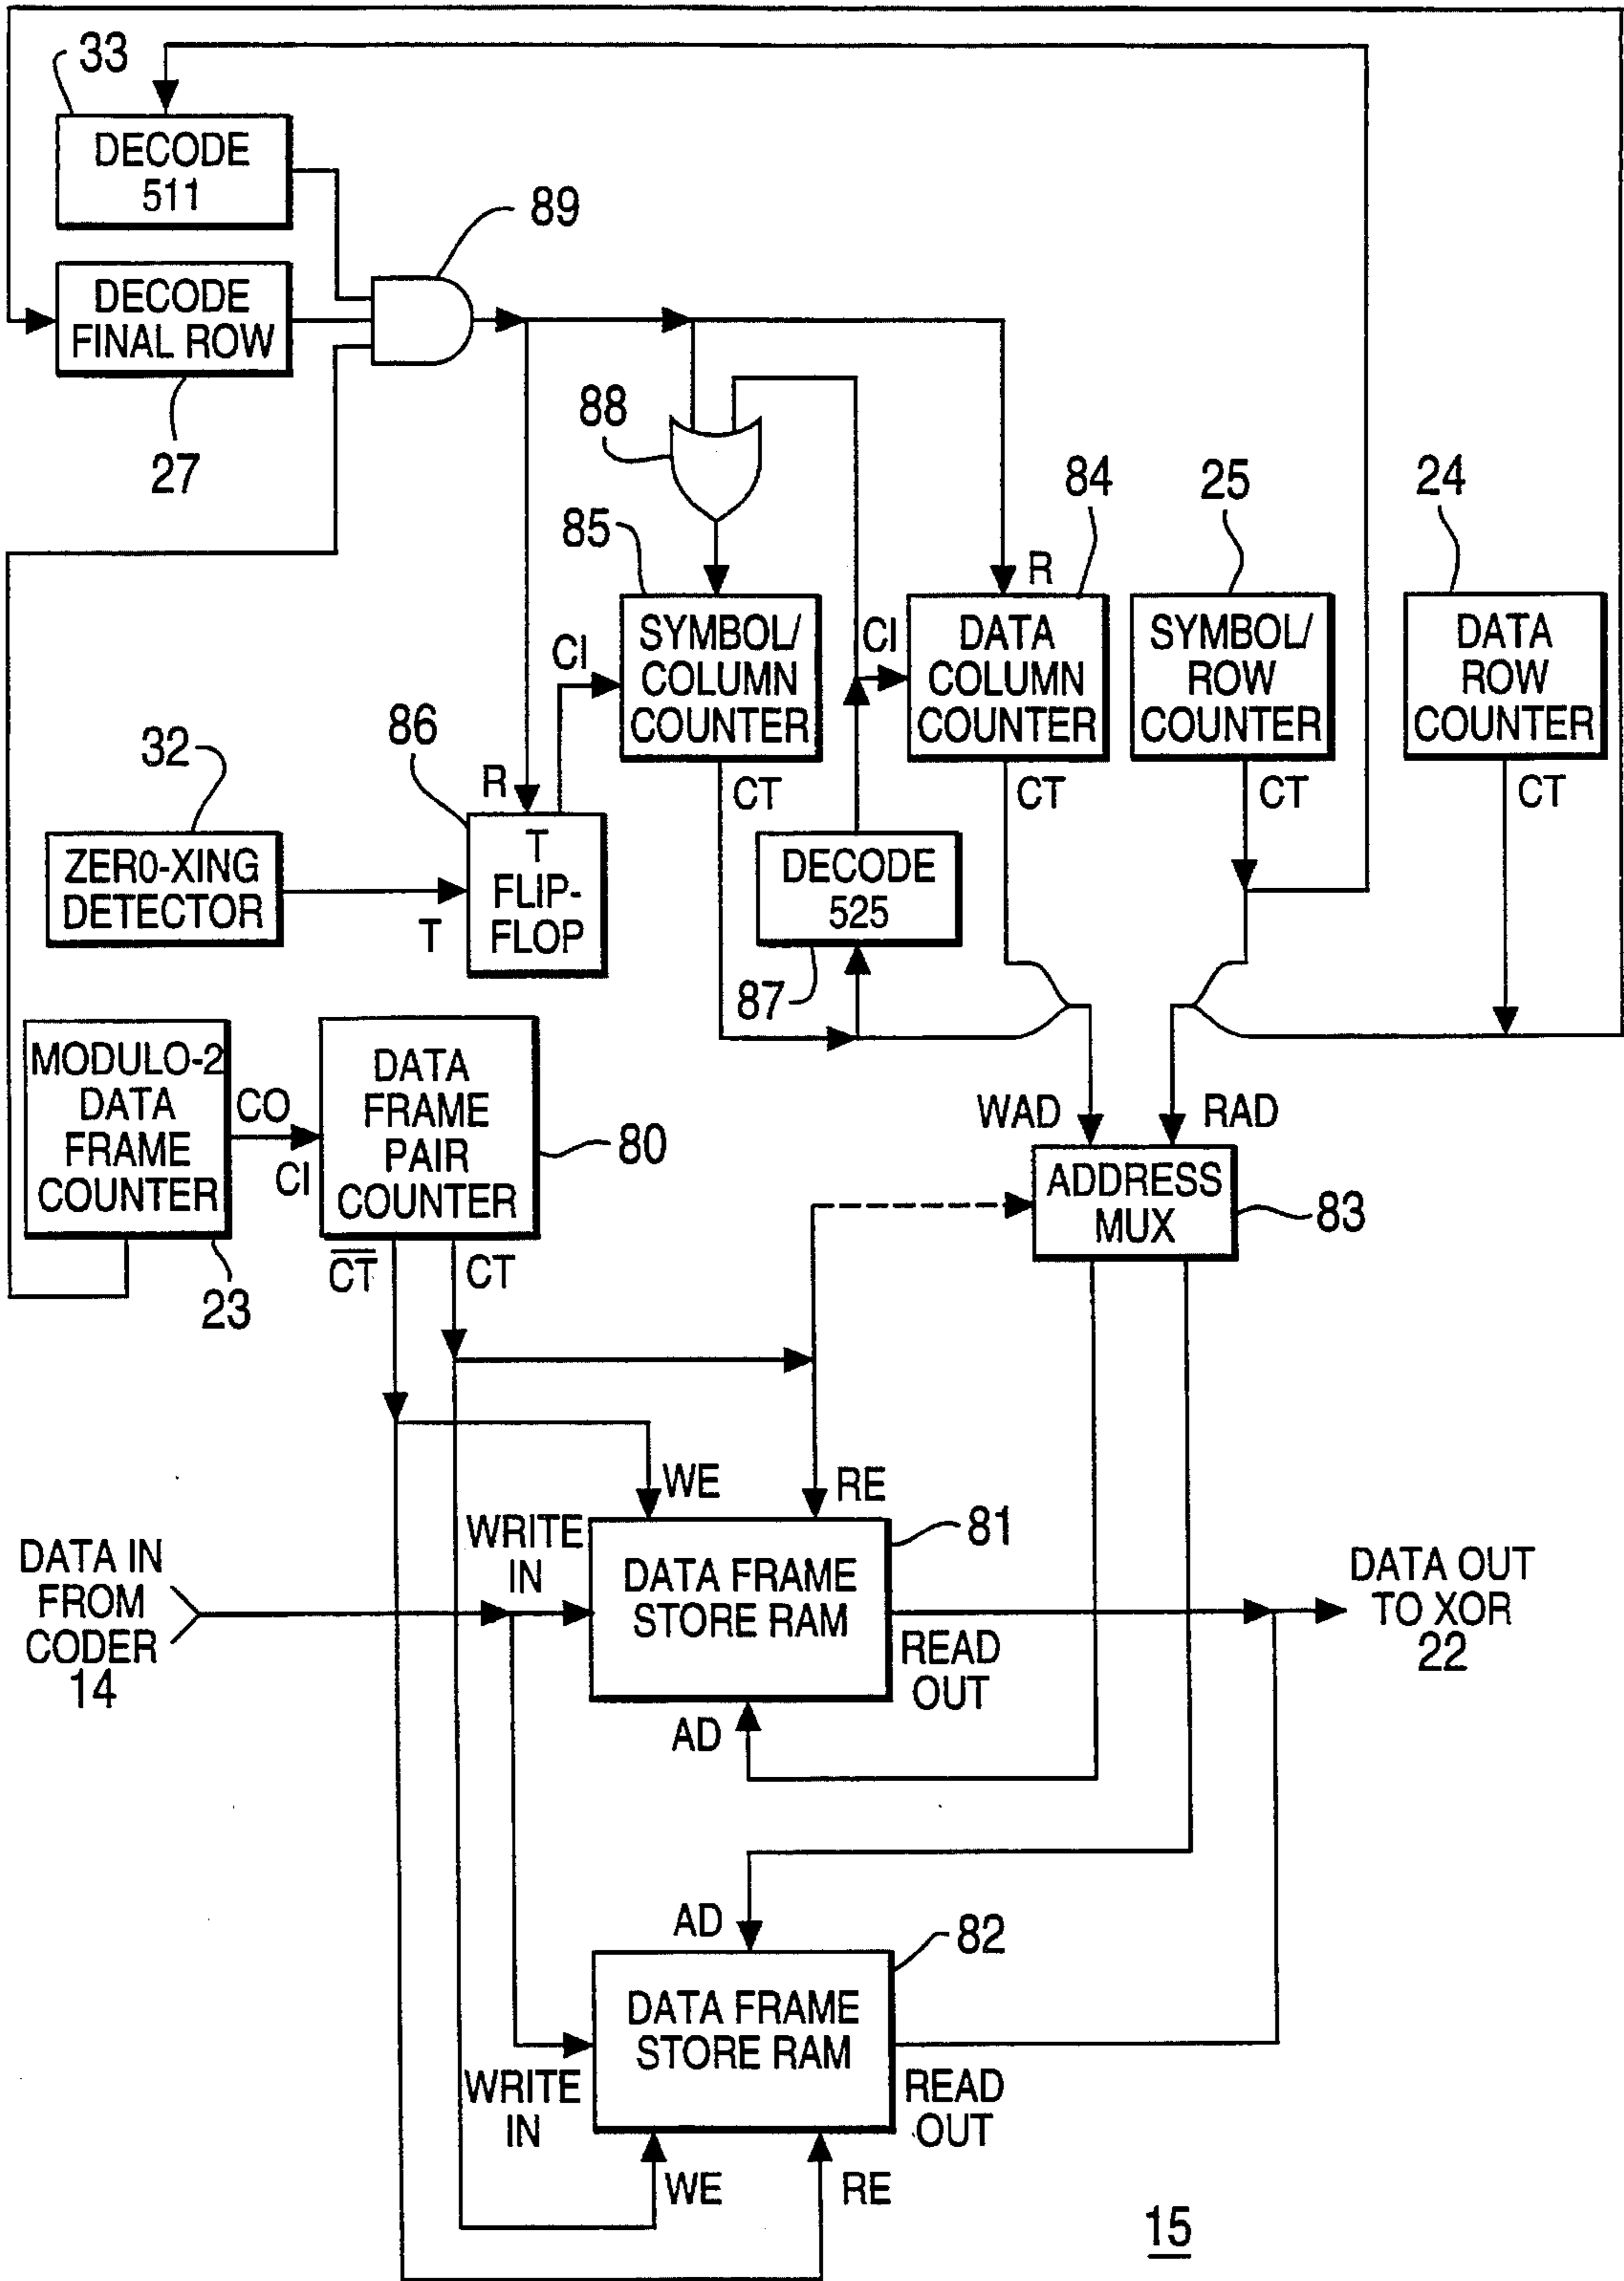 33
DECODE
511
89
DECODE
FINAL ROW
27
88
84
25
24
85
R
CI
SYMBOL/
COLUMN
COUNTER
CI
DATA
COLUMN
COUNTER
SYMBOL/
ROW
COUNTER
DATA
ROW
COUNTER
32
86
R
CT
CT
CT
CT
ZERO-XING
DETECTOR
T
T
FLIP-
FLOP
DECODE
525
87
MODULO-2
DATA
FRAME
COUNTER
CO
CI
DATA
FRAME
PAIR
COUNTER
80
WAD
RAD
ADDRESS
MUX
83
23
C̅T̅
CT
WE
RE
81
DATA IN
FROM
CODER
14
WRITE
IN
DATA FRAME
STORE RAM
READ
OUT
DATA OUT
TO XOR
22
AD
AD
82
DATA FRAME
STORE RAM
WRITE
IN
READ
OUT
WE
RE
15